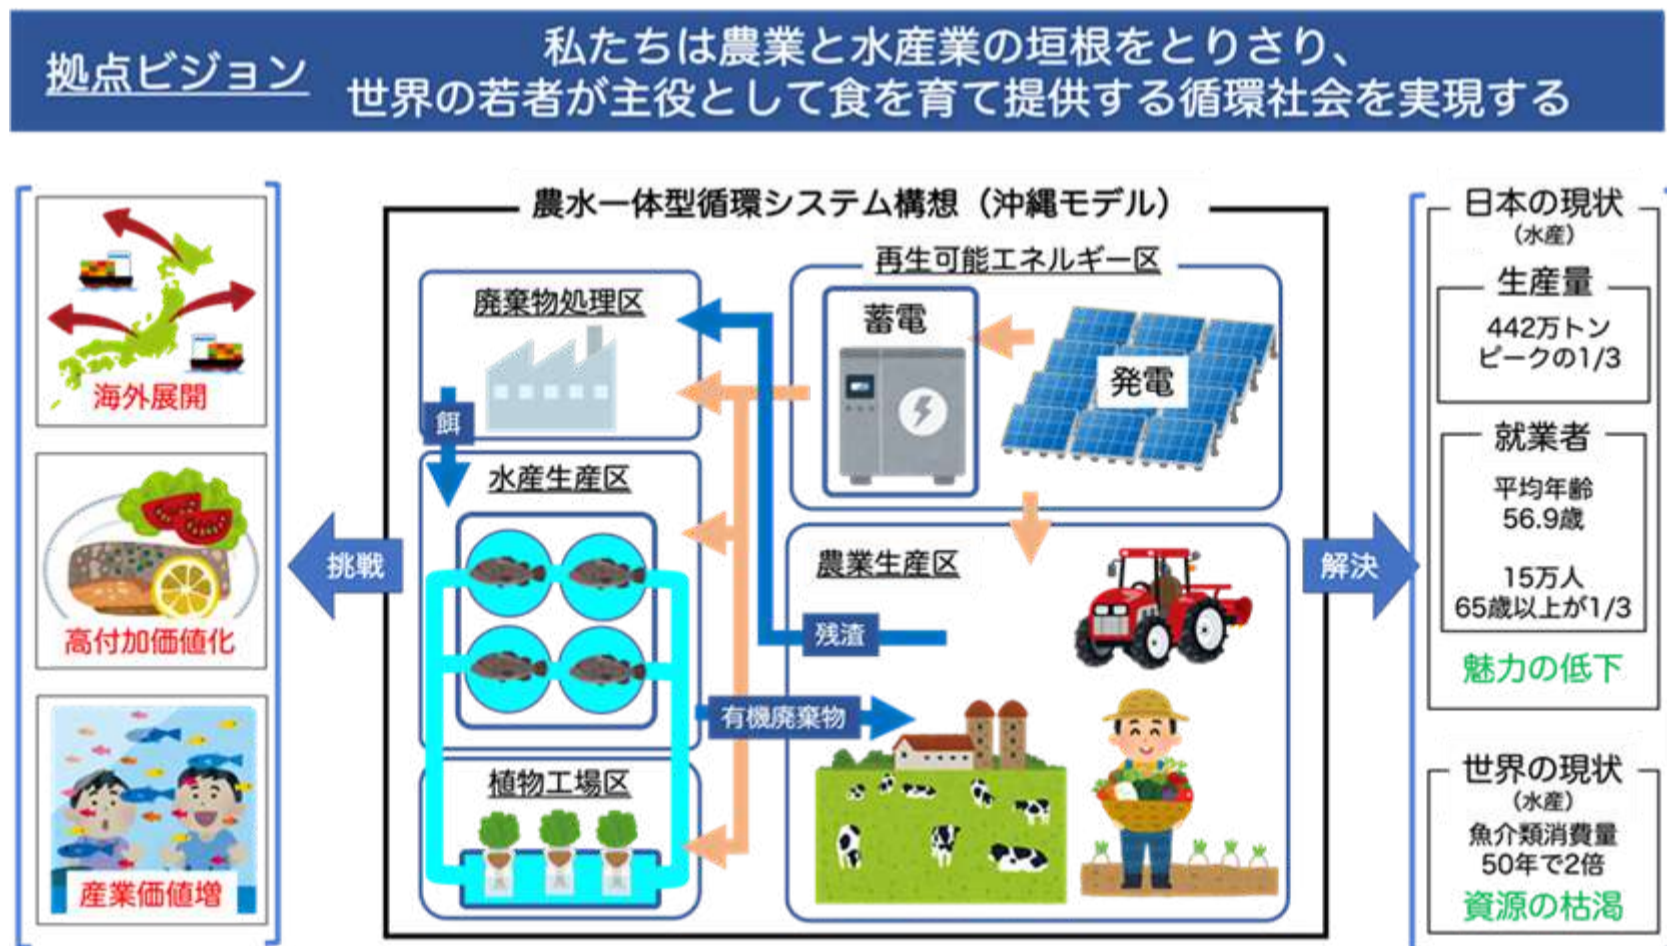 拠点ビジョン
私たちは農業と水産業の垣根をとりさり、
世界の若者が主役として食を育て提供する循環社会を実現する
海外展開
高付加価値化
産業価値増
挑戦
農水一体型循環システム構想（沖縄モデル）
廃棄物処理区
餌
水産生産区
植物工場区
再生可能エネルギー区
蓄電
発電
農業生産区
残渣
有機廃棄物
解決
日本の現状
（水産）
生産量
442万トン
ピークの1/3
就業者
平均年齢
56.9歳
15万人
65歳以上が1/3
魅力の低下
世界の現状
（水産）
魚介類消費量
50年で2倍
資源の枯渇